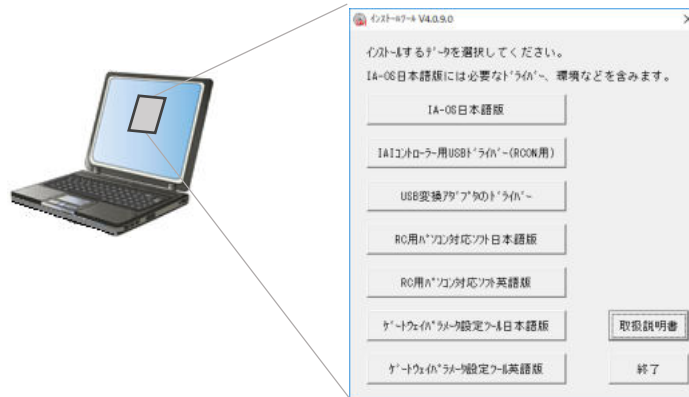 インストールツール V4.0.9.0
インストールするデータを選択してください。
IA-OS日本語版には必要なドライバー、環境などを含みます。
IA-OS日本語版
IAIコントローラー用USBドライバー(RCON用)
USB変換アダプタのドライバー
RC用パソコン対応ソフト日本語版
RC用パソコン対応ソフト英語版
ゲートウェイパラメータ設定ツール日本語版
取扱説明書
ゲートウェイパラメータ設定ツール英語版
終了